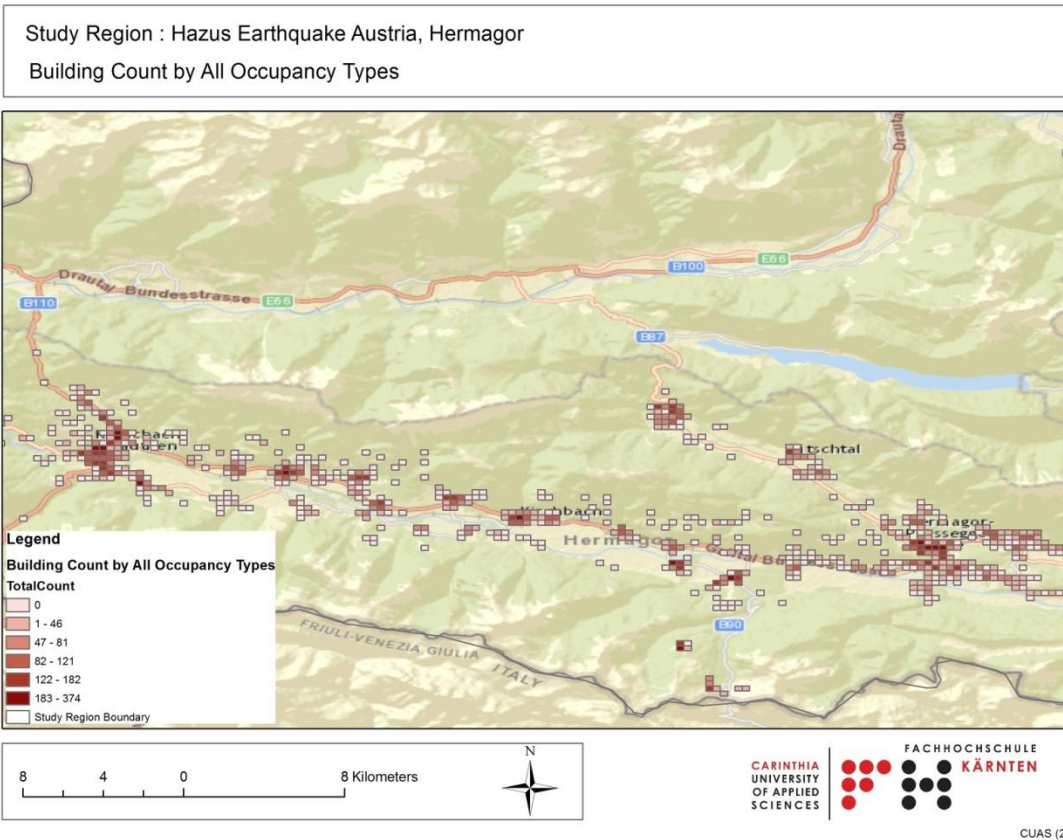 Study Region : Hazus Earthquake Austria, Hermagor
Building Count by All Occupancy Types
Drautal Bundesstrasse
E66
B110
B100
E66
B87
Hermagor
B90
FRIULI-VENEZIA GIULIA
ITALY
Legend
Building Count by All Occupancy Types
TotalCount
0
1 - 46
47 - 81
82 - 121
122 - 182
183 - 374
Study Region Boundary
8 4 0 8 Kilometers
N
CARINTHIA
UNIVERSITY
OF APPLIED
SCIENCES
FACHHOCHSCHULE
KÄRNTEN
CUAS